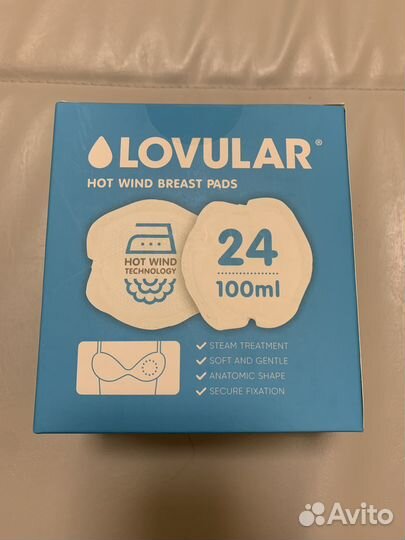 LOVULAR®
HOT WIND BREAST PADS
HOT WIND
TECHNOLOGY
24
100ml
STEAM TREATMENT
SOFT AND GENTLE
ANATOMIC SHAPE
SECURE FIXATION
Avito